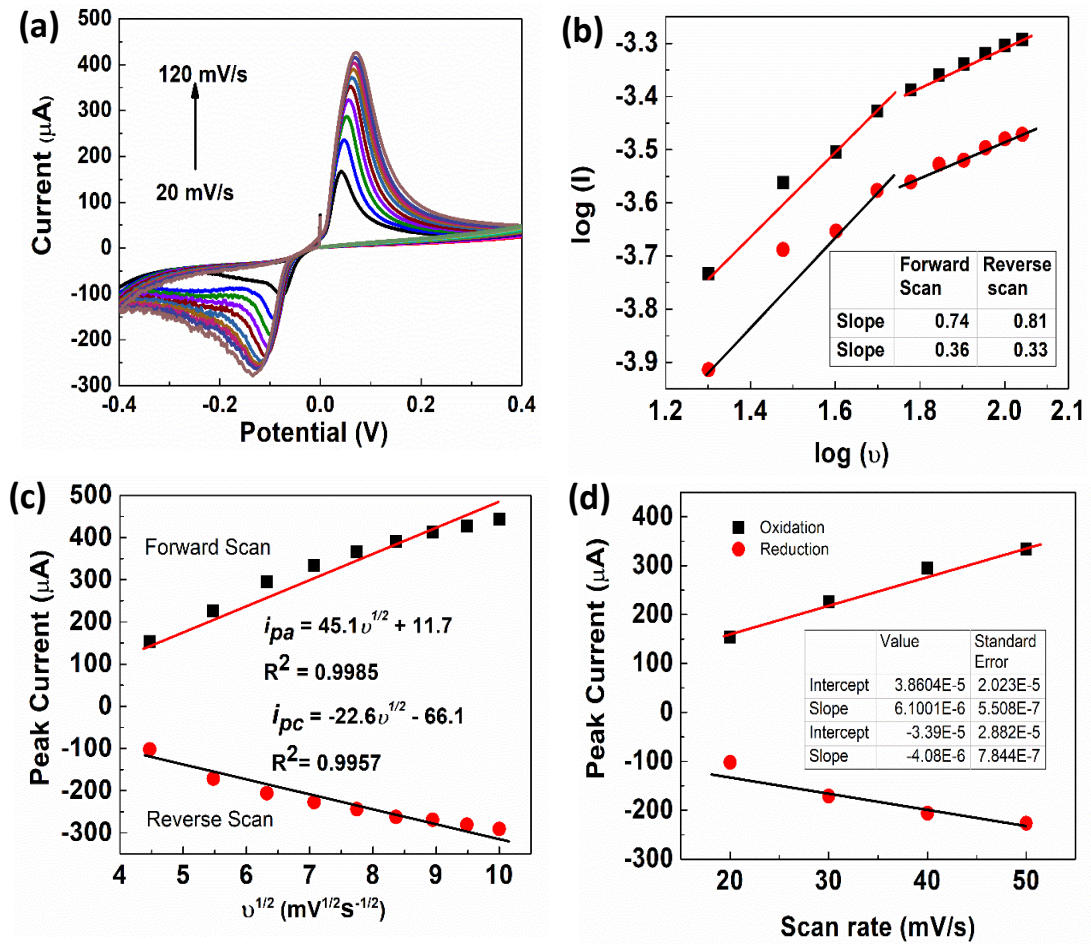 (a)
500
400
300
200
100
0
-100
-200
-300
-0.4
-0.2
0.0
0.2
0.4
Current (μA)
Potential (V)
120 mV/s
20 mV/s
(b)
-3.3
-3.4
-3.5
-3.6
-3.7
-3.8
-3.9
1.2
1.4
1.6
1.8
2.0
2.1
log (I)
log (υ)
Forward Scan Reverse scan
Slope 0.74 0.81
Slope 0.36 0.33
(c)
500
400
300
200
100
0
-100
-200
-300
4
5
6
7
8
9
10
Peak Current (μA)
υ^1/2 (mV^1/2 s^-1/2)
Forward Scan
i_pa = 45.1υ^1/2 + 11.7
R^2 = 0.9985
i_pc = -22.6υ^1/2 - 66.1
R^2 = 0.9957
Reverse Scan
(d)
400
300
200
100
0
-100
-200
-300
20
30
40
50
Peak Current (μA)
Scan rate (mV/s)
Oxidation
Reduction
Value Standard Error
Intercept 3.8604E-5 2.023E-5
Slope 6.1001E-6 5.508E-7
Intercept -3.39E-5 2.882E-5
Slope -4.08E-6 7.844E-7